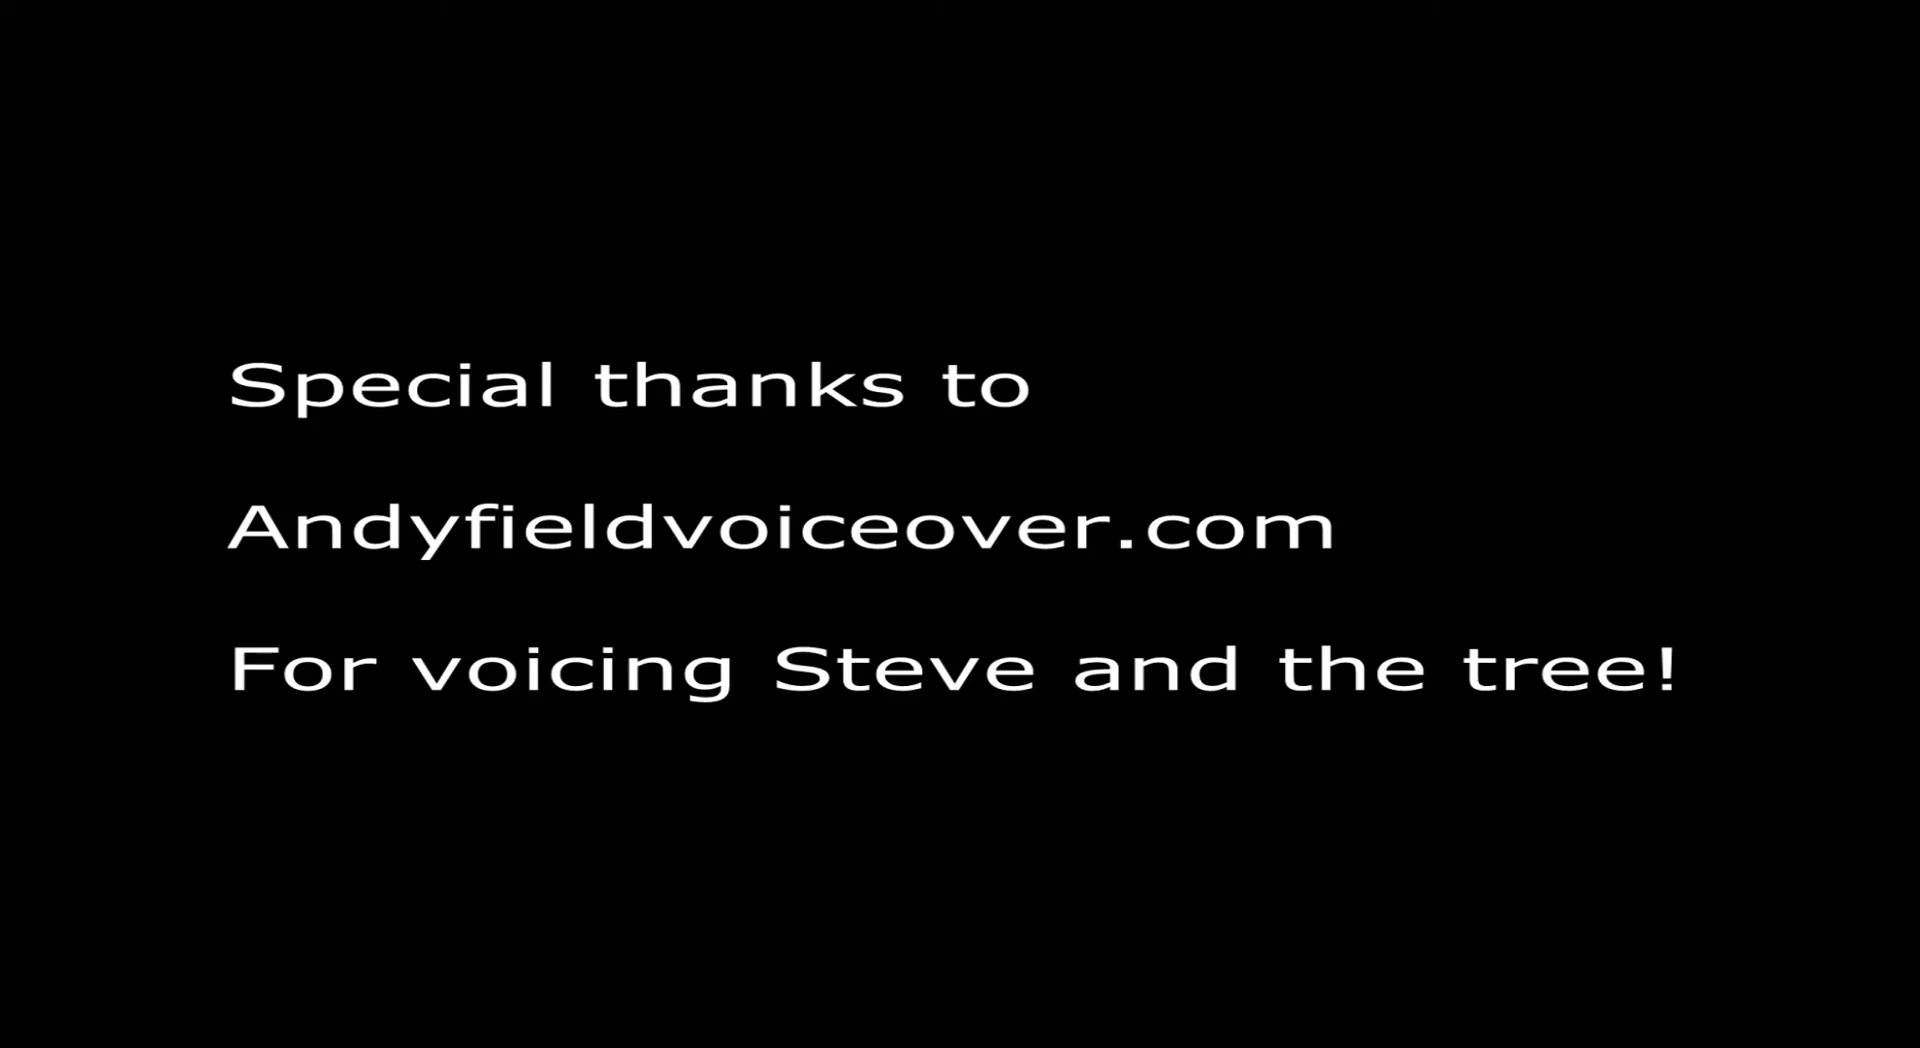 Special thanks to
Andyfieldvoiceover.com
For voicing Steve and the tree!